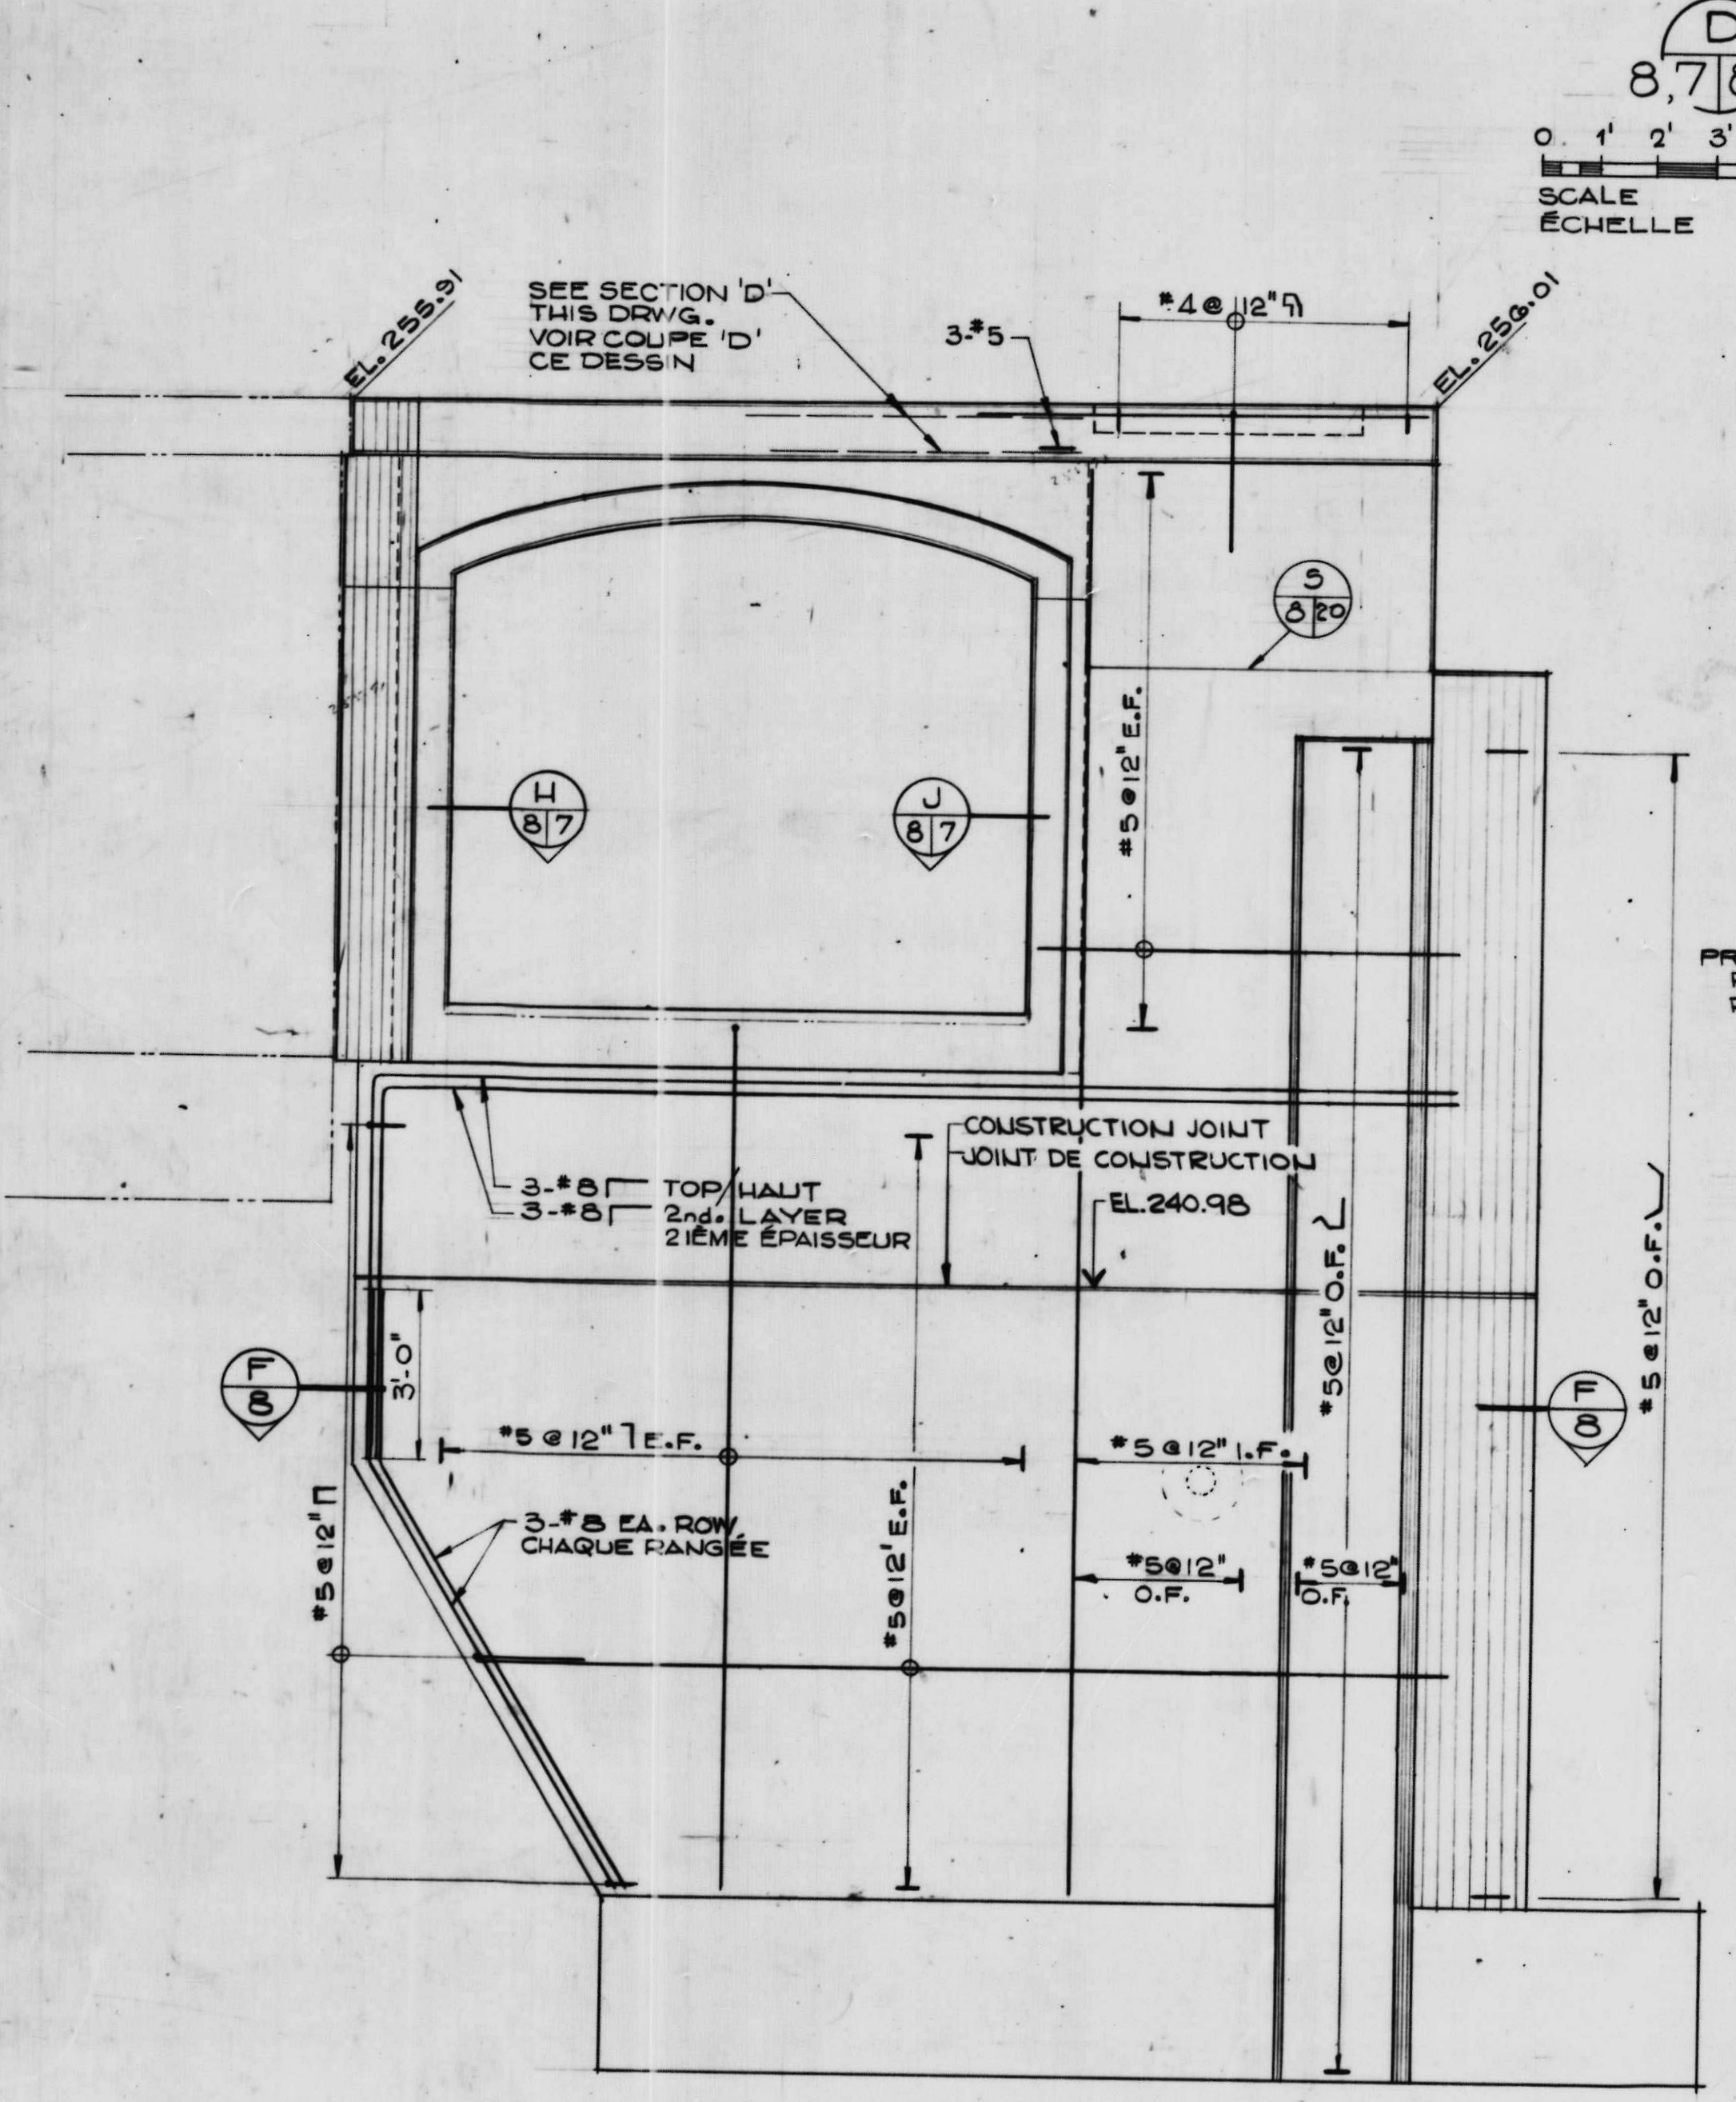 D
8,7
0 1' 2' 3'
SCALE
ÉCHELLE
EL. 255.91
SEE SECTION 'D'
THIS DRWG.
VOIR COUPE 'D'
CE DESSIN
3-#5
#4 @ 12"
EL. 256.01
S
8 20
#5 @ 12" E.F.
H
8 7
J
8 7
PR
CONSTRUCTION JOINT
JOINT DE CONSTRUCTION
3-#8 TOP/HAUT
3-#8 2nd. LAYER
2IÈME ÉPAISSEUR
EL.240.98
#5 @ 12" O.F.
#5 @ 12" O.F.
3'-0"
F
8
F
8
#5 @ 12" E.F.
#5 @ 12" I.F.
#5 @ 12"
3-#8 EA. ROW
CHAQUE RANGÉE
#5 @ 12' E.F.
#5@12"
O.F.
#5@12"
O.F.